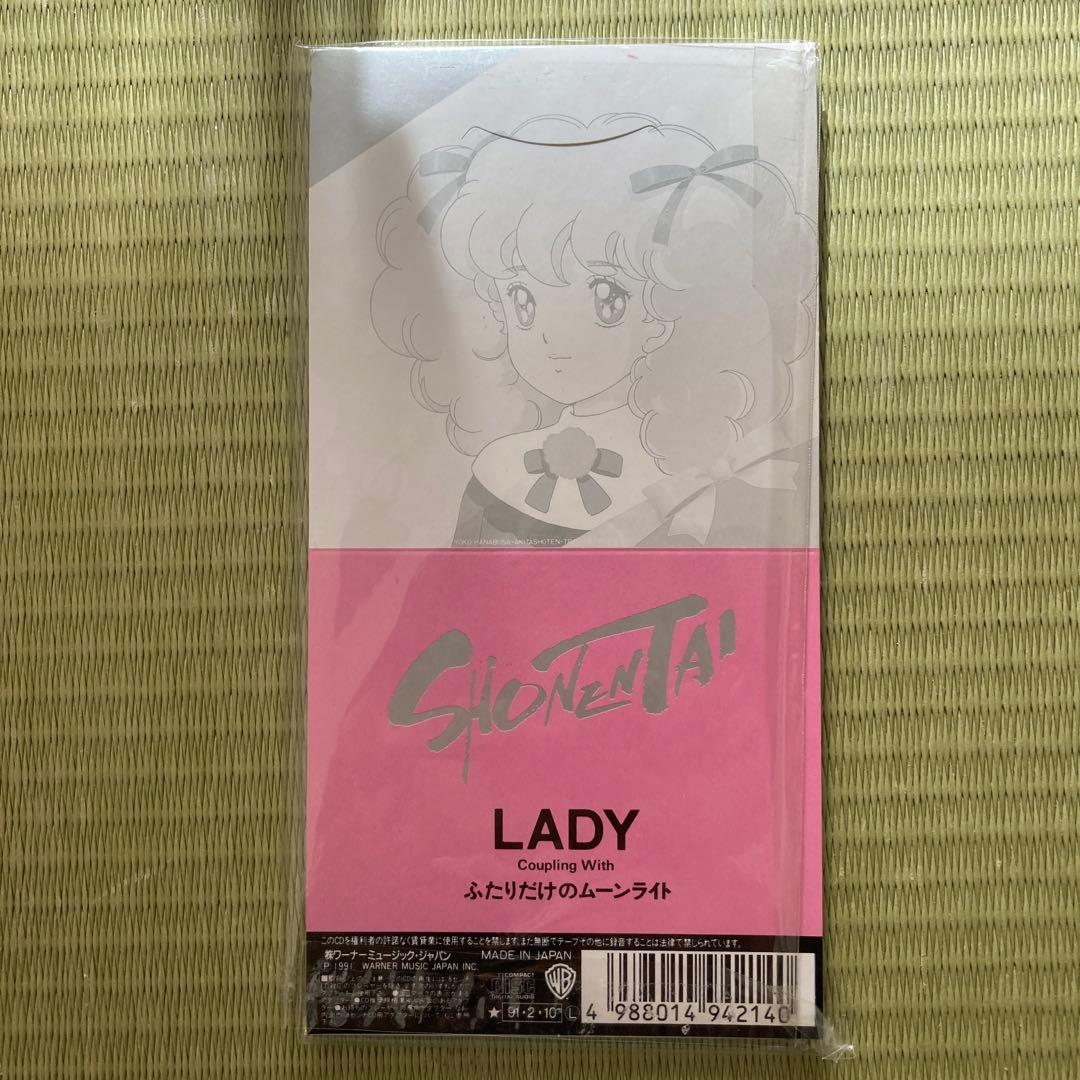 YOKO HANABUSA・AKITASHOTEN・
SHONENTAI
LADY
Coupling With
ふたりだけのムーンライト
このCDを権利者の許諾なく賃貸業に使用することを禁じます。また無断でテープその他に録音することは法律で禁じられています。
㈱ワーナーミュージック・ジャパン MADE IN JAPAN
P 1991 WARNER MUSIC JAPAN INC.
COMPACT
disc
DIGITAL AUDIO
WB
★ 91・2・10 L
4 988014 942140